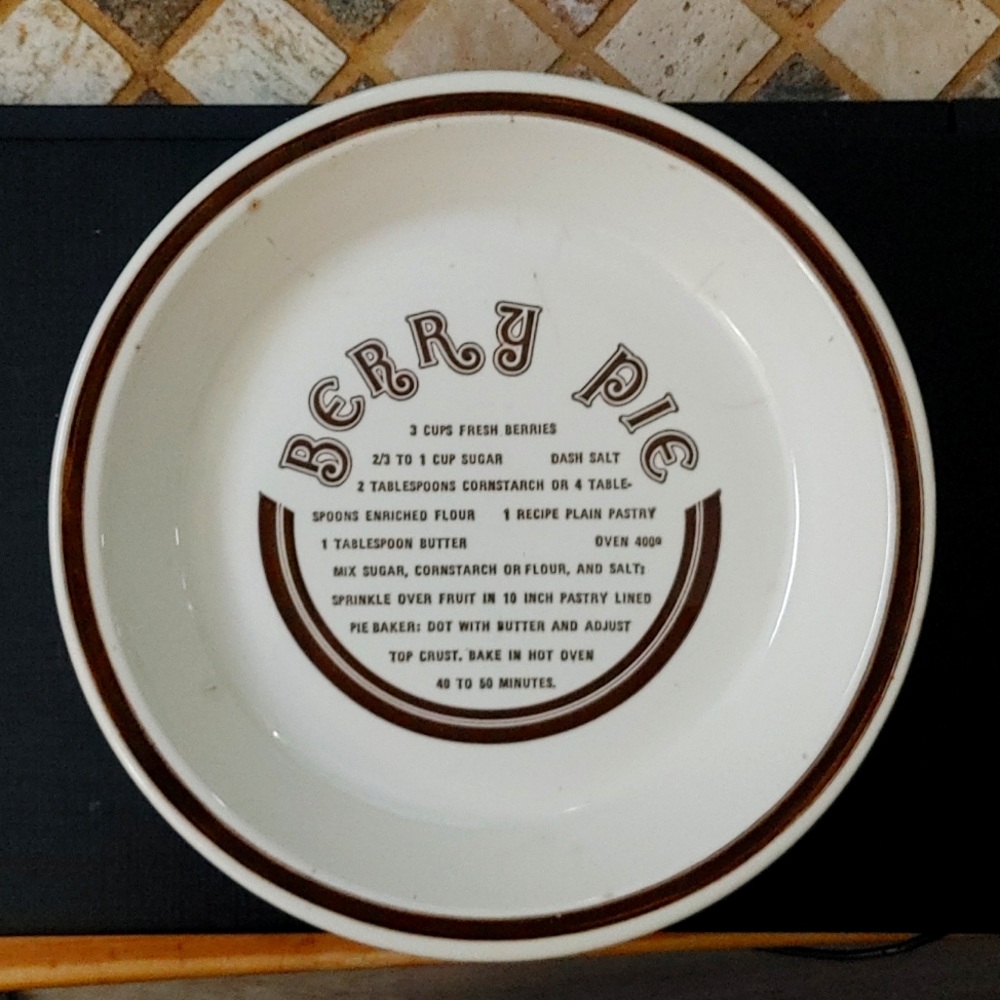 BERRY PIE
3 CUPS FRESH BERRIES
2/3 TO 1 CUP SUGAR DASH SALT
2 TABLESPOONS CORNSTARCH OR 4 TABLE-
SPOONS ENRICHED FLOUR 1 RECIPE PLAIN PASTRY
1 TABLESPOON BUTTER OVEN 400º
MIX SUGAR, CORNSTARCH OR FLOUR, AND SALT;
SPRINKLE OVER FRUIT IN 10 INCH PASTRY LINED
PIE BAKER: DOT WITH BUTTER AND ADJUST
TOP CRUST. BAKE IN HOT OVEN
40 TO 50 MINUTES.